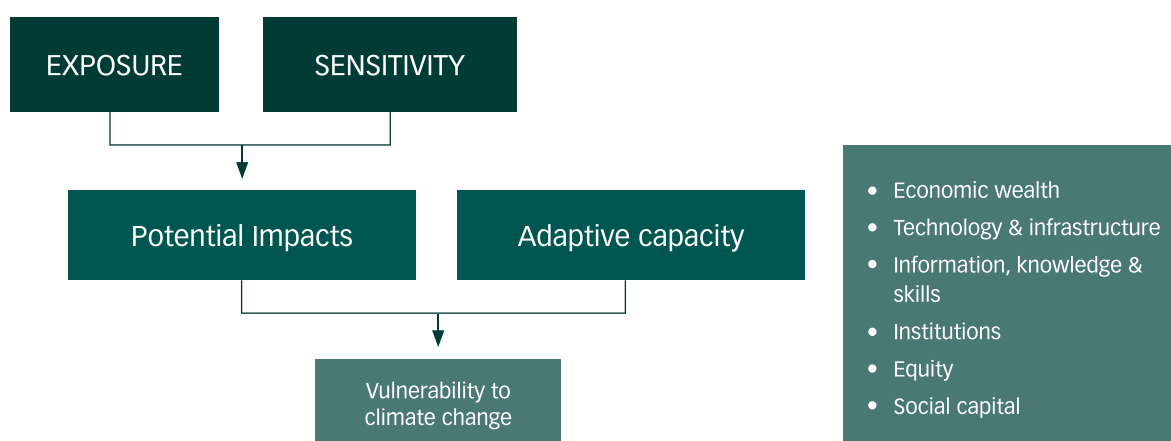 EXPOSURE
SENSITIVITY
Potential Impacts
Adaptive capacity
Vulnerability to
climate change
• Economic wealth
• Technology & infrastructure
• Information, knowledge &
skills
• Institutions
• Equity
• Social capital